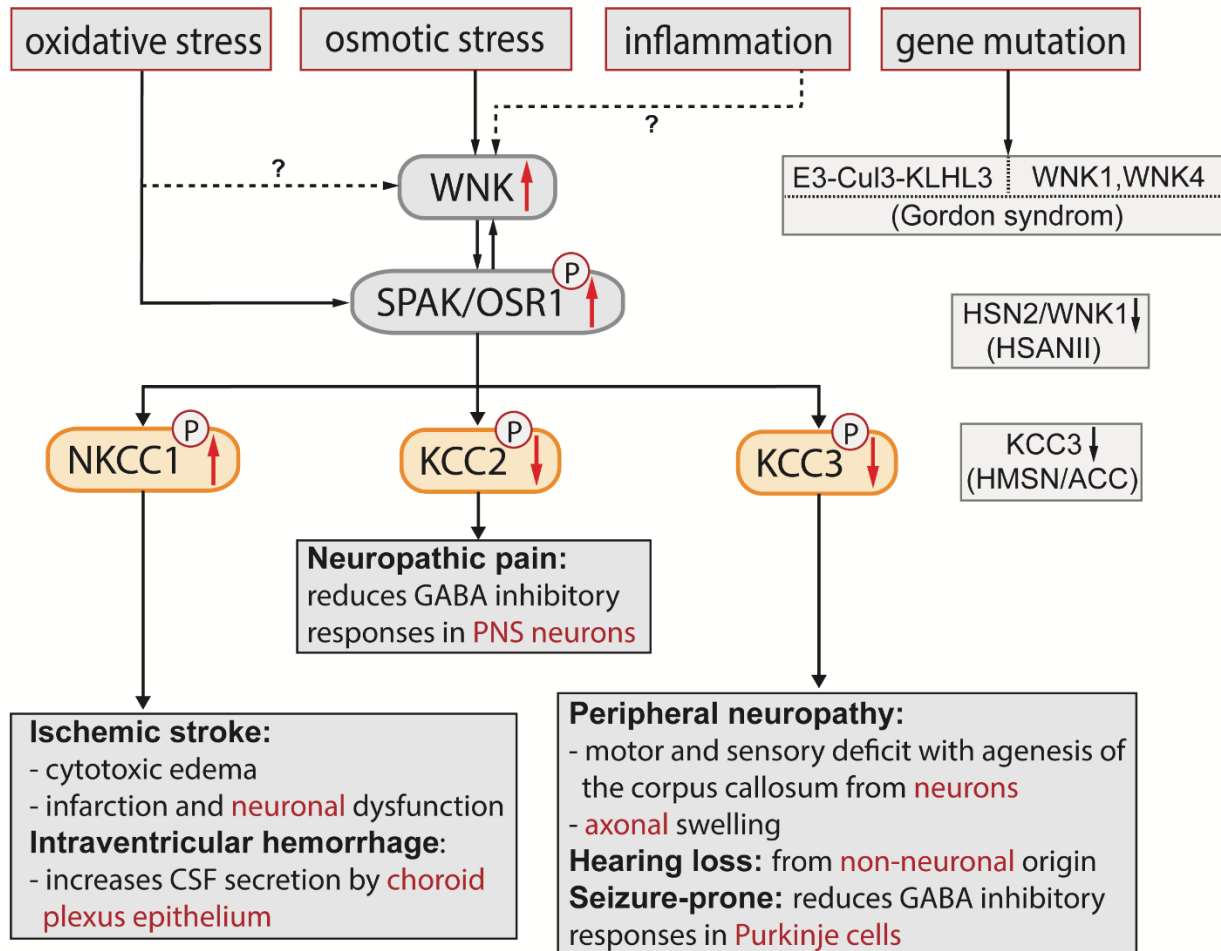 oxidative stress
osmotic stress
inflammation
gene mutation
?
?
WNK
E3-Cul3-KLHL3
WNK1,WNK4
(Gordon syndrom)
P
SPAK/OSR1
HSN2/WNK1
(HSANII)
P
NKCC1
P
KCC2
P
KCC3
KCC3
(HMSN/ACC)
Neuropathic pain:
reduces GABA inhibitory
responses in PNS neurons
Ischemic stroke:
- cytotoxic edema
- infarction and neuronal dysfunction
Intraventricular hemorrhage:
- increases CSF secretion by choroid
plexus epithelium
Peripheral neuropathy:
- motor and sensory deficit with agenesis of
the corpus callosum from neurons
- axonal swelling
Hearing loss: from non-neuronal origin
Seizure-prone: reduces GABA inhibitory
responses in Purkinje cells